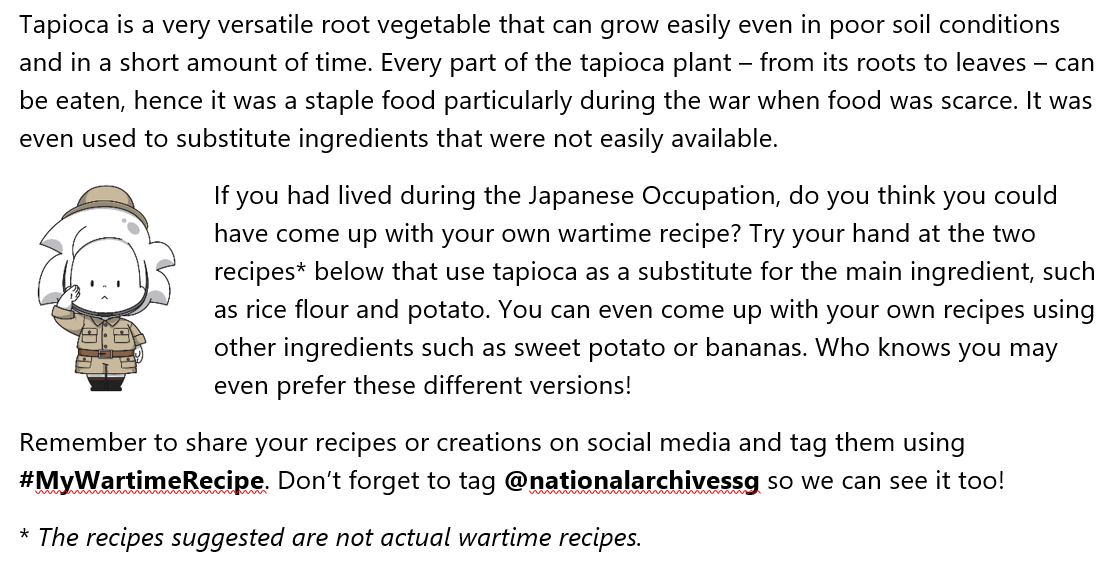 Tapioca is a very versatile root vegetable that can grow easily even in poor soil conditions
and in a short amount of time. Every part of the tapioca plant – from its roots to leaves – can
be eaten, hence it was a staple food particularly during the war when food was scarce. It was
even used to substitute ingredients that were not easily available.
If you had lived during the Japanese Occupation, do you think you could
have come up with your own wartime recipe? Try your hand at the two
recipes* below that use tapioca as a substitute for the main ingredient, such
as rice flour and potato. You can even come up with your own recipes using
other ingredients such as sweet potato or bananas. Who knows you may
even prefer these different versions!
Remember to share your recipes or creations on social media and tag them using
#MyWartimeRecipe. Don’t forget to tag @nationalarchivessg so we can see it too!
* The recipes suggested are not actual wartime recipes.